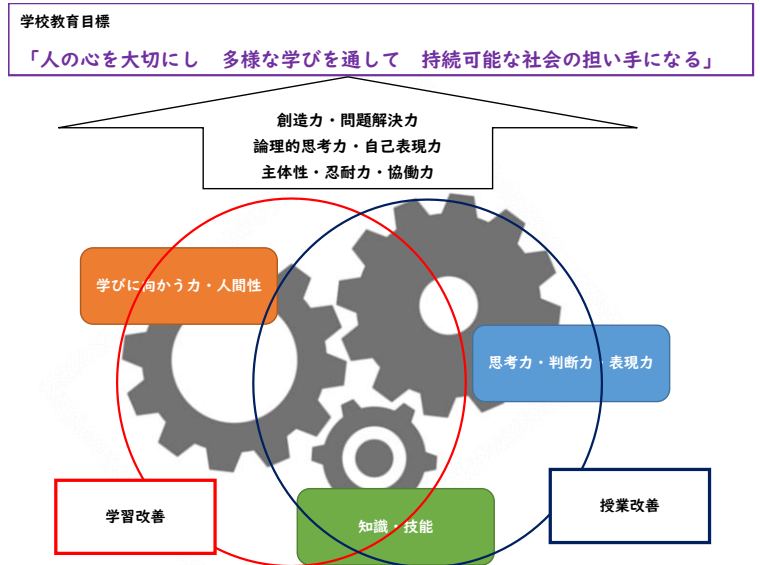 学校教育目標
「人の心を大切にし　多様な学びを通して　持続可能な社会の担い手になる」
創造力・問題解決力
論理的思考力・自己表現力
主体性・忍耐力・協働力
学びに向かう力・人間性
思考力・判断力・表現力
学習改善
知識・技能
授業改善